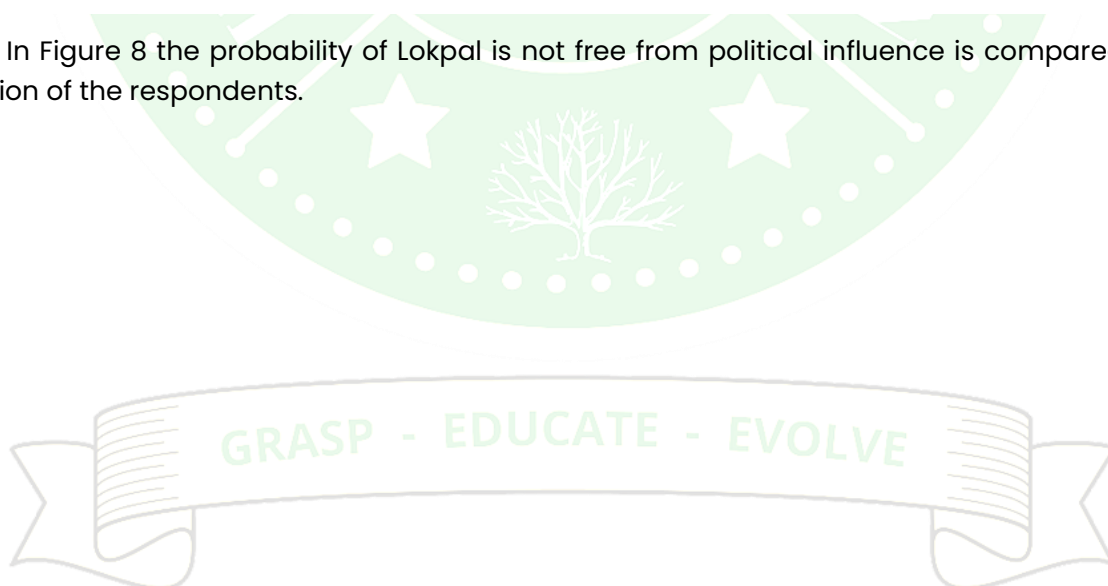 In Figure 8 the probability of Lokpal is not free from political influence is compare
ion of the respondents.
GRASP - EDUCATE - EVOLVE